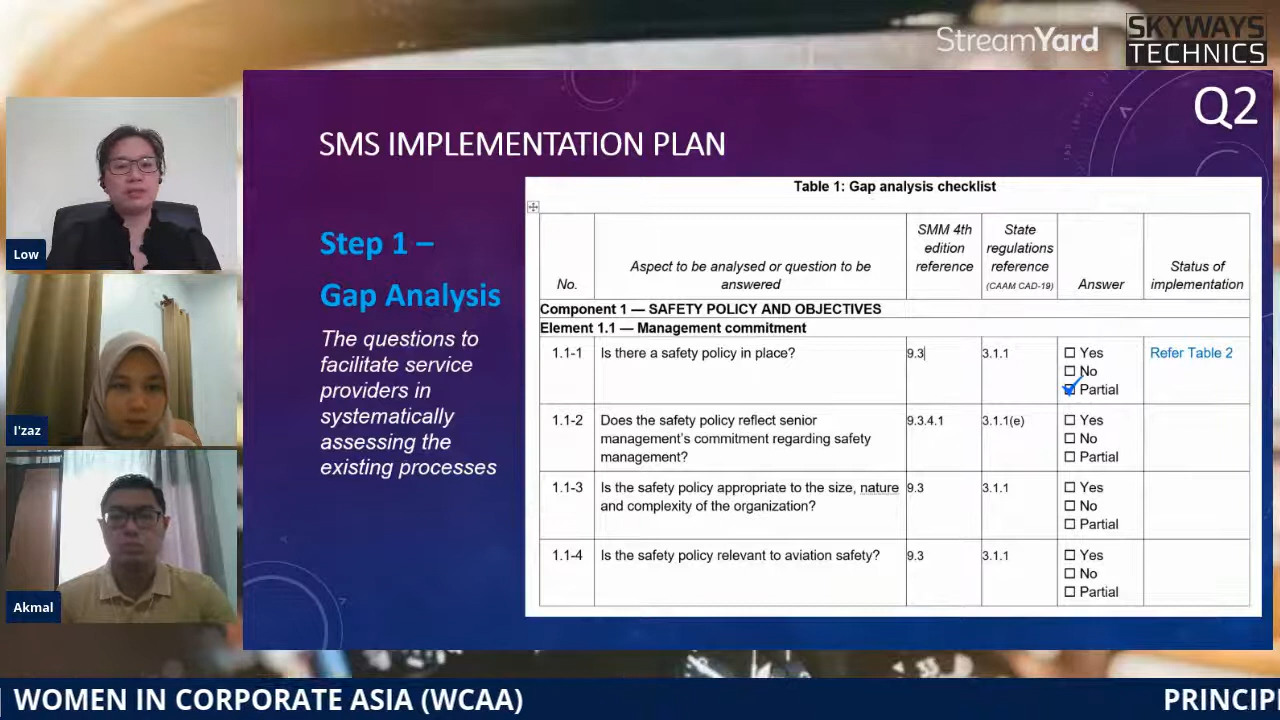 StreamYard
SKYWAYS
TECHNICS
Q2
SMS IMPLEMENTATION PLAN
Step 1 –
Gap Analysis
The questions to
facilitate service
providers in
systematically
assessing the
existing processes
Table 1: Gap analysis checklist
No.
Aspect to be analysed or question to be
answered
SMM 4th
edition
reference
State
regulations
reference
(CAAM CAD-19)
Answer
Status of
implementation
Component 1 — SAFETY POLICY AND OBJECTIVES
Element 1.1 — Management commitment
1.1-1
Is there a safety policy in place?
9.3
3.1.1
Yes
No
Partial
Refer Table 2
1.1-2
Does the safety policy reflect senior
management's commitment regarding safety
management?
9.3.4.1
3.1.1(e)
Yes
No
Partial
1.1-3
Is the safety policy appropriate to the size, nature
and complexity of the organization?
9.3
3.1.1
Yes
No
Partial
1.1-4
Is the safety policy relevant to aviation safety?
9.3
3.1.1
Yes
No
Partial
Low
I'zaz
Akmal
WOMEN IN CORPORATE ASIA (WCAA)
PRINCIP